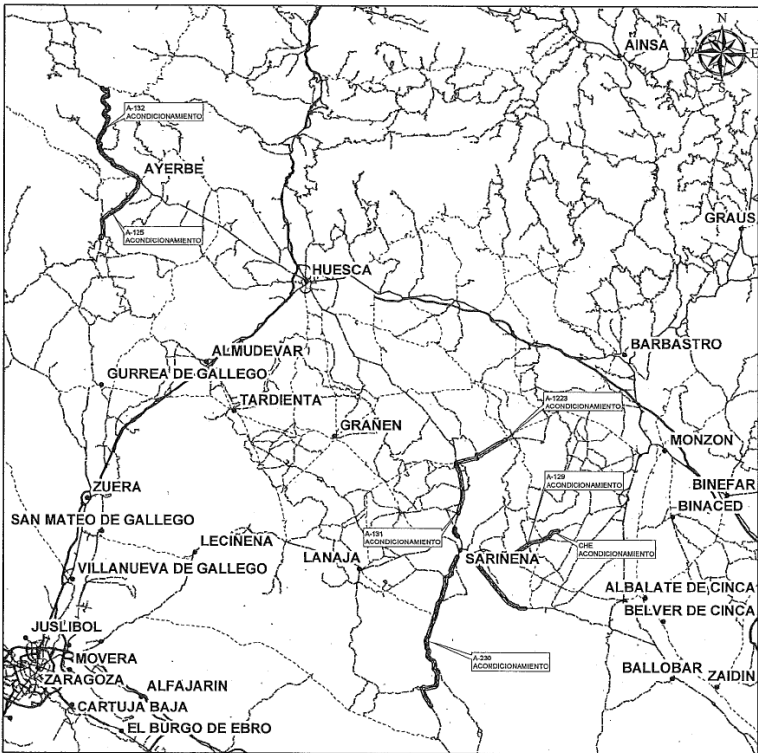 N
AINSA
W
E
A-132
ACONDICIONAMIENTO
AYERBE
A-125
ACONDICIONAMIENTO
GRAUS
HUESCA
ALMUDEVAR
GURREA DE GALLEGO
BARBASTRO
TARDIENTA
GRAÑEN
A-1223
ACONDICIONAMIENTO
MONZON
ZUERA
A-129
ACONDICIONAMIENTO
BINEFAR
BINACED
SAN MATEO DE GALLEGO
A-131
ACONDICIONAMIENTO
CHE
ACONDICIONAMIENTO
LECIÑENA
LANAJA
SARIÑENA
VILLANUEVA DE GALLEGO
ALBALATE DE CINCA
BELVER DE CINCA
JUSLIBOL
MOVERA
A-230
ACONDICIONAMIENTO
ZARAGOZA
BALLOBAR
ZAIDIN
ALFAJARIN
CARTUJA BAJA
EL BURGO DE EBRO